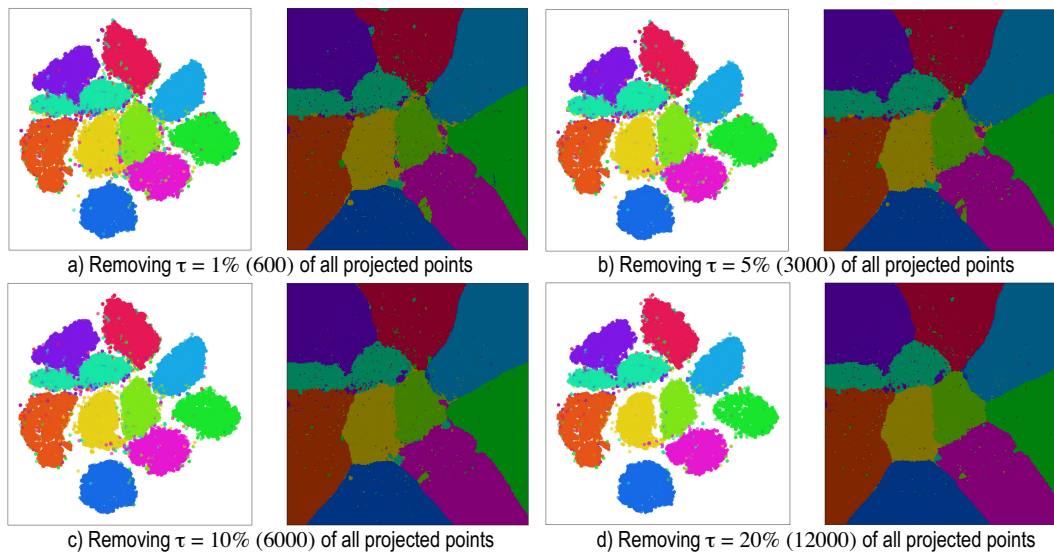 a) Removing τ = 1% (600) of all projected points
b) Removing τ = 5% (3000) of all projected points
c) Removing τ = 10% (6000) of all projected points
d) Removing τ = 20% (12000) of all projected points